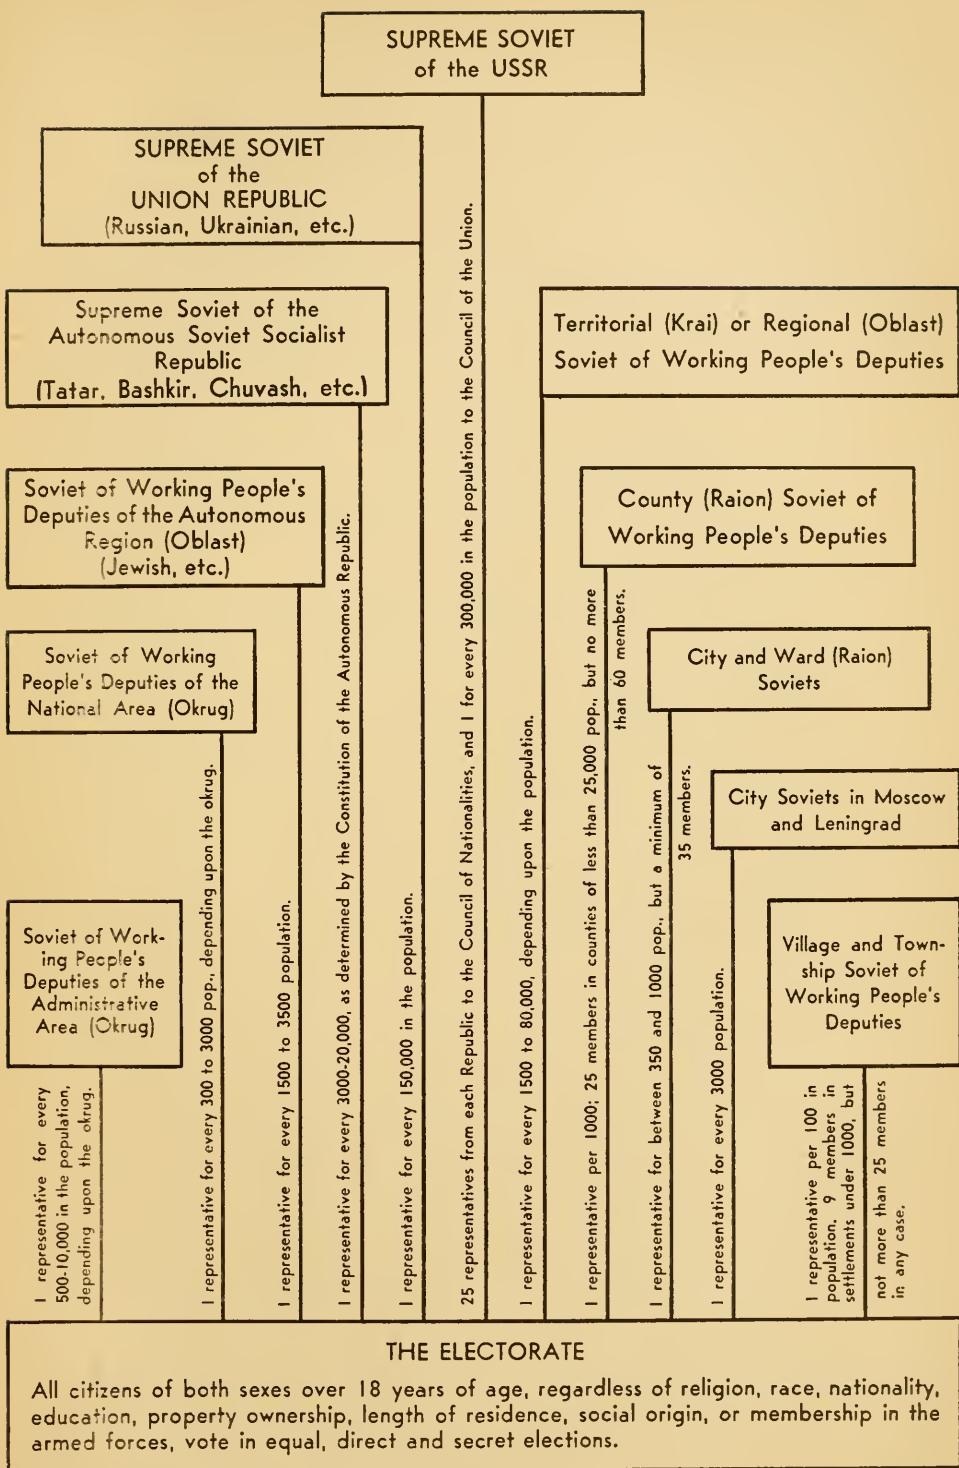 SUPREME SOVIET
of the USSR
SUPREME SOVIET
of the
UNION REPUBLIC
(Russian, Ukrainian, etc.)
Supreme Soviet of the
Autonomous Soviet Socialist
Republic
(Tatar, Bashkir, Chuvash, etc.)
Territorial (Krai) or Regional (Oblast)
Soviet of Working People's Deputies
Soviet of Working People's
Deputies of the Autonomous
Region (Oblast)
(Jewish, etc.)
County (Raion) Soviet of
Working People's Deputies
Soviet of Working
People's Deputies of the
National Area (Okrug)
City and Ward (Raion)
Soviets
City Soviets in Moscow
and Leningrad
Soviet of Work-
ing People's
Deputies of the
Administrative
Area (Okrug)
Village and Town-
ship Soviet of
Working People's
Deputies
1 representative for every
500-10,000 in the population,
depending upon the okrug.
1 representative for every 300 to 3000 pop., depending upon the okrug.
1 representative for every 1500 to 3500 population.
1 representative for every 3000-20,000, as determined by the Constitution of the Autonomous Republic.
1 representative for every 150,000 in the population.
25 representatives from each Republic to the Council of Nationalities, and 1 for every 300,000 in the population to the Council of the Union.
1 representative for every 1500 to 80,000, depending upon the population.
1 representative per 1000; 25 members in counties of less than 25,000 pop., but no more
than 60 members.
1 representative for between 350 and 1000 pop., but a minimum of
35 members.
1 representative for every 3000 population.
1 representative per 100 in
population. 9 members in
settlements under 1000, but
not more than 25 members
in any case.
THE ELECTORATE
All citizens of both sexes over 18 years of age, regardless of religion, race, nationality,
education, property ownership, length of residence, social origin, or membership in the
armed forces, vote in equal, direct and secret elections.